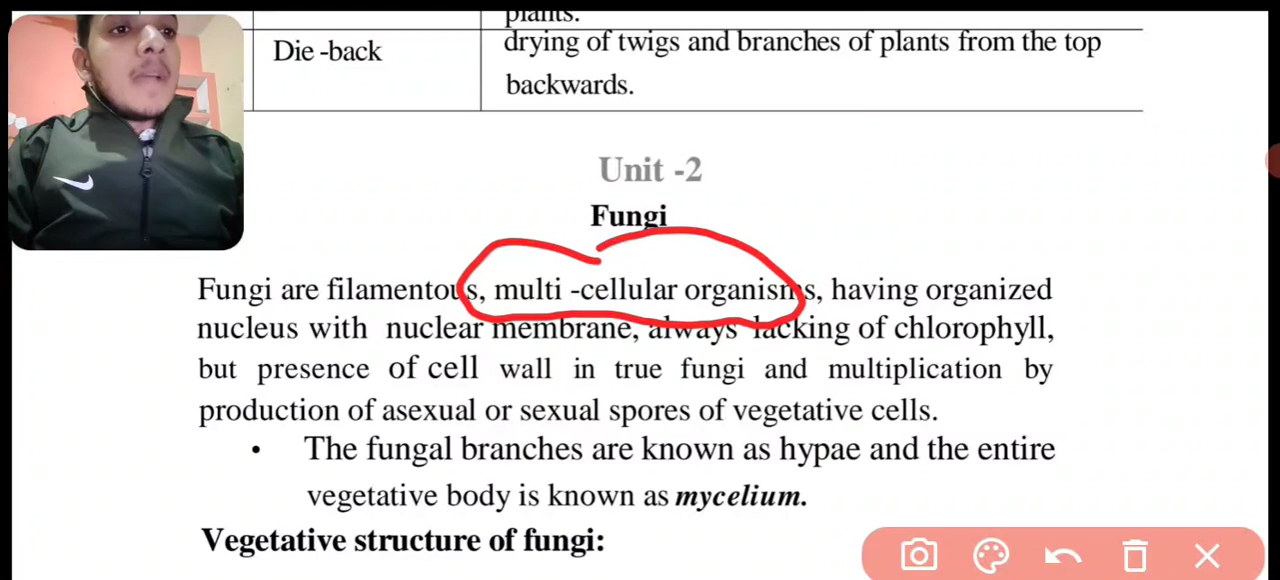 plants.
Die -back
drying of twigs and branches of plants from the top
backwards.
Unit -2
Fungi
Fungi are filamentous, multi -cellular organisms, having organized
nucleus with nuclear membrane, always lacking of chlorophyll,
but presence of cell wall in true fungi and multiplication by
production of asexual or sexual spores of vegetative cells.
• The fungal branches are known as hypae and the entire
vegetative body is known as mycelium.
Vegetative structure of fungi: